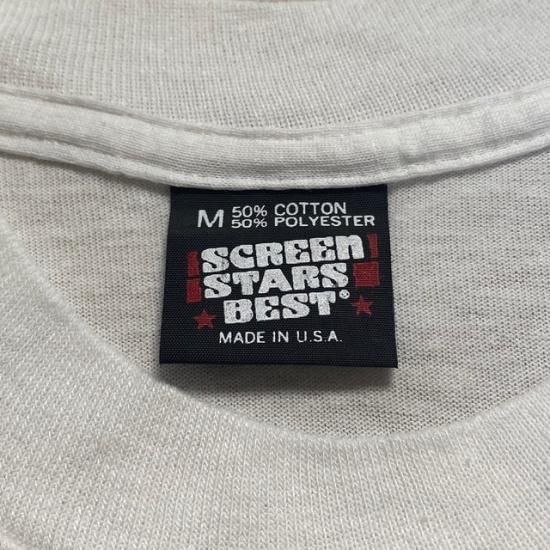 M 50% COTTON
50% POLYESTER
SCREEN
STARS
BEST®
MADE IN U.S.A.